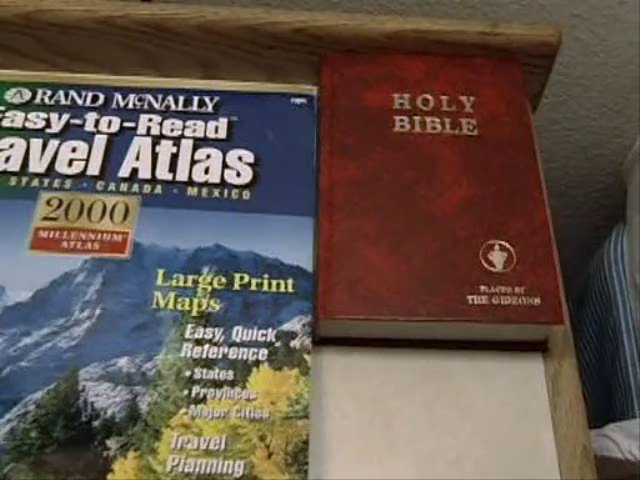 RAND McNALLY
asy-to-Read
avel Atlas
STATES · CANADA · MEXICO
2000
MILLENNIUM
ATLAS
Large Print
Maps
Easy, Quick
Reference
• States
• Provinces
• Major Cities
Travel
Planning
HOLY
BIBLE
PLACED BY
THE GIDEONS